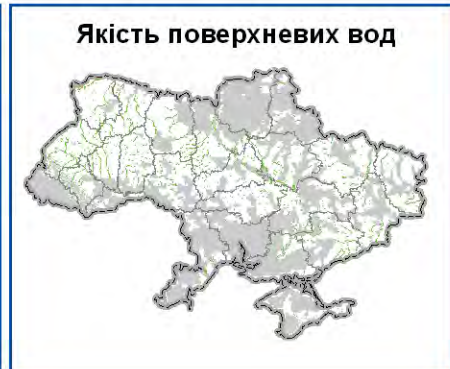 Якість поверхневих вод